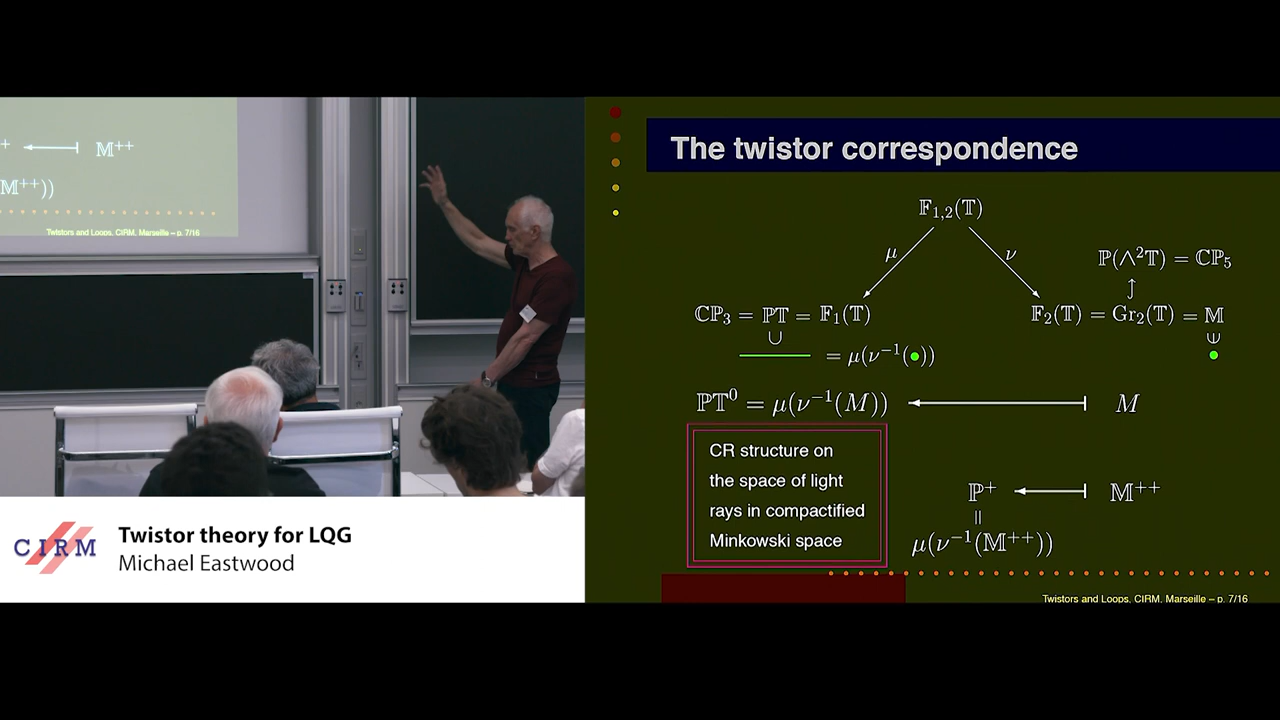 + ⟵| 𝕄⁺⁺
(𝕄⁺⁺))
Twistors and Loops, CIRM, Marseille – p. 7/16
CIRM
Twistor theory for LQG
Michael Eastwood
The twistor correspondence
𝔽₁,₂(𝕋)
μ ν
ℙ(∧²𝕋) = ℂℙ₅
ℂℙ₃ = ℙ𝕋 = 𝔽₁(𝕋) 𝔽₂(𝕋) = Gr₂(𝕋) = 𝕄
= μ(ν⁻¹(●))
ℙ𝕋⁰ = μ(ν⁻¹(M)) ⟵| M
CR structure on
the space of light
rays in compactified
Minkowski space
ℙ⁺ ⟵| 𝕄⁺⁺
||
μ(ν⁻¹(𝕄⁺⁺))
Twistors and Loops, CIRM, Marseille – p. 7/16